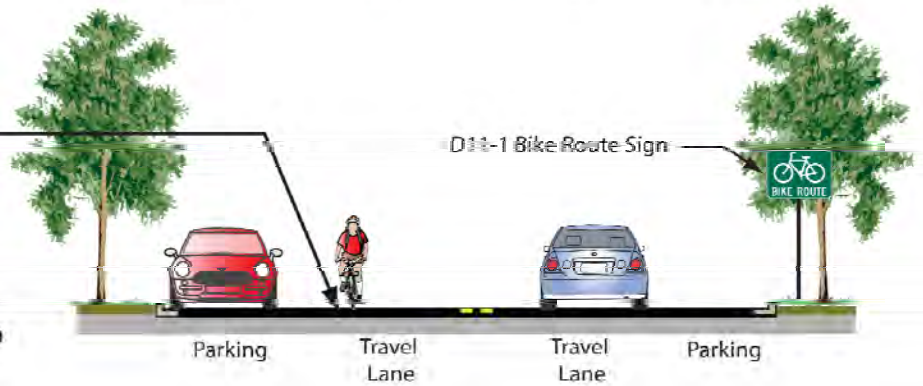 D11-1 Bike Route Sign
BIKE ROUTE
Parking
Travel
Lane
Travel
Lane
Parking